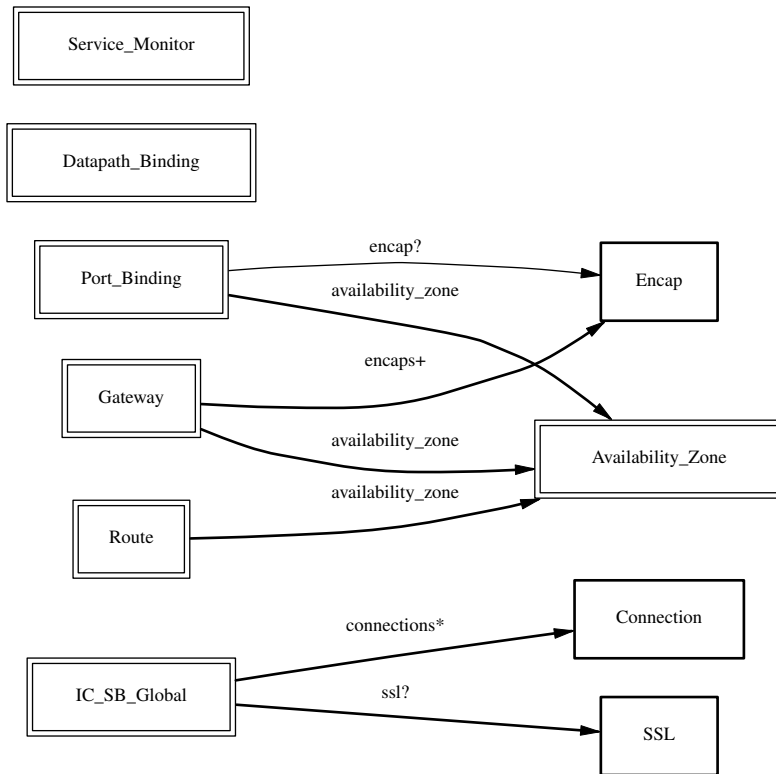 Service_Monitor
Datapath_Binding
encap?
Port_Binding
Encap
availability_zone
encaps+
Gateway
availability_zone
Availability_Zone
availability_zone
Route
connections*
Connection
IC_SB_Global
ssl?
SSL